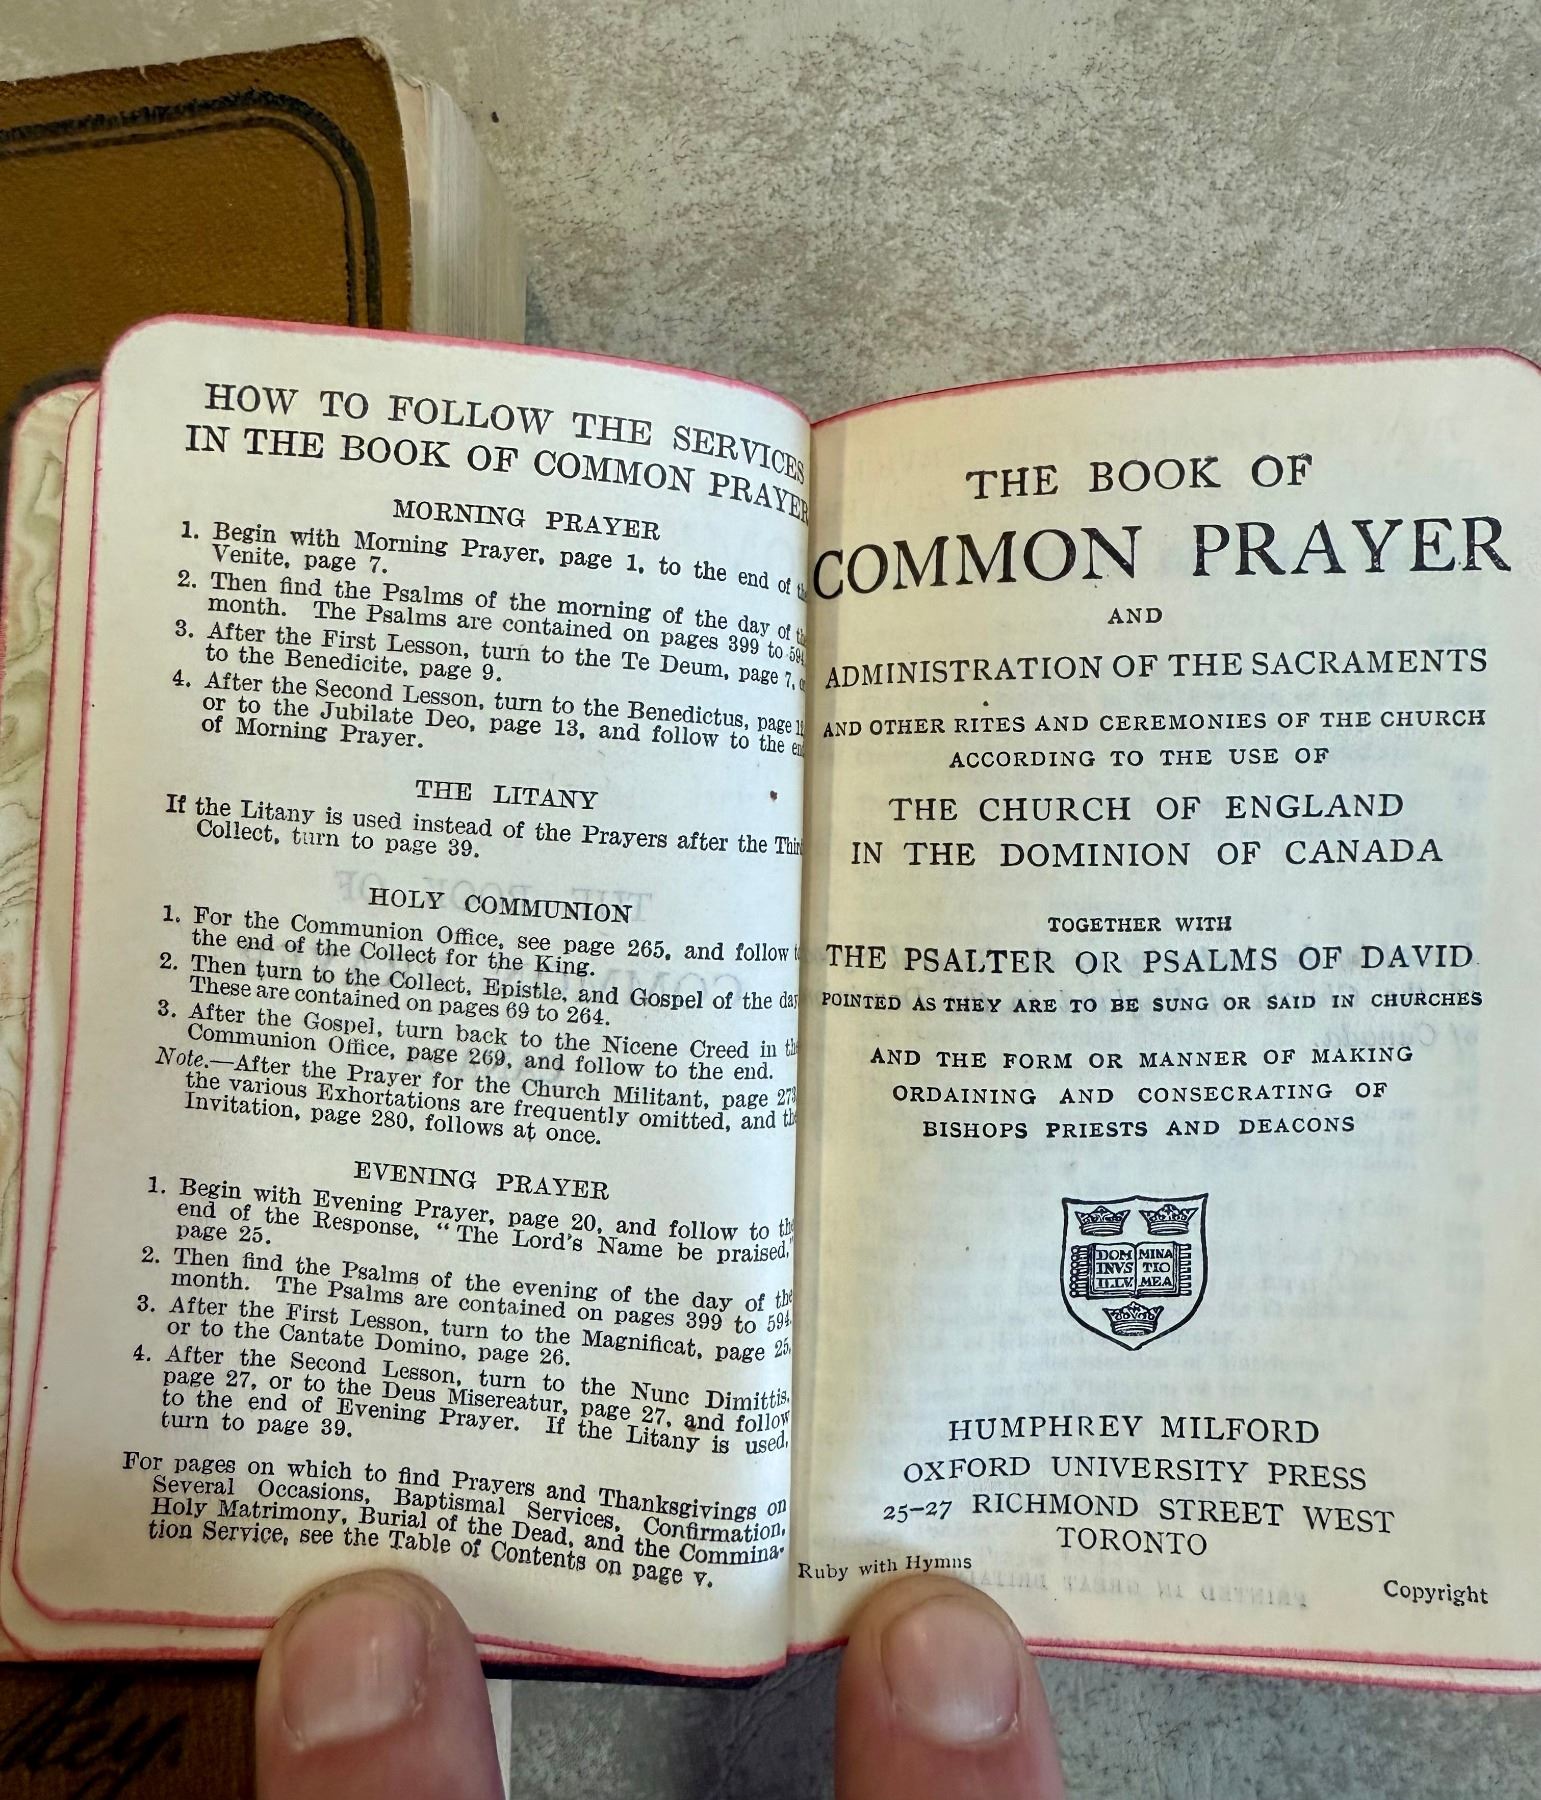 HOW TO FOLLOW THE SERVICES
IN THE BOOK OF COMMON PRAYER
MORNING PRAYER
1. Begin with Morning Prayer, page 1, to the end of
Venite, page 7.
2. Then find the Psalms of the morning of the day of
month. The Psalms are contained on pages 399 to 594
3. After the First Lesson, turn to the Te Deum, page 7,
to the Benedicite, page 9.
4. After the Second Lesson, turn to the Benedictus, page
or to the Jubilate Deo, page 13, and follow to the
of Morning Prayer.
THE LITANY
If the Litany is used instead of the Prayers after the
Collect, turn to page 39.
HOLY COMMUNION
1. For the Communion Office, see page 265, and follow
the end of the Collect for the King.
2. Then turn to the Collect, Epistle, and Gospel of the day
These are contained on pages 69 to 264.
3. After the Gospel, turn back to the Nicene Creed in
Communion Office, page 269, and follow to the end.
Note.—After the Prayer for the Church Militant, page
the various Exhortations are frequently omitted, and
Invitation, page 280, follows at once.
EVENING PRAYER
1. Begin with Evening Prayer, page 20, and follow to
end of the Response, "The Lord's Name be praised,"
page 25.
2. Then find the Psalms of the evening of the day of the
month. The Psalms are contained on pages 399 to 594.
3. After the First Lesson, turn to the Magnificat, page 25,
or to the Cantate Domino, page 26.
4. After the Second Lesson, turn to the Nunc Dimittis,
page 27, or to the Deus Misereatur, page 27, and follow
to the end of Evening Prayer. If the Litany is used,
turn to page 39.
For pages on which to find Prayers and Thanksgivings on
Several Occasions, Baptismal Services, Confirmation,
Holy Matrimony, Burial of the Dead, and the Commina-
tion Service, see the Table of Contents on page v.
THE BOOK OF
COMMON PRAYER
AND
ADMINISTRATION OF THE SACRAMENTS
AND OTHER RITES AND CEREMONIES OF THE CHURCH
ACCORDING TO THE USE OF
THE CHURCH OF ENGLAND
IN THE DOMINION OF CANADA
TOGETHER WITH
THE PSALTER OR PSALMS OF DAVID
POINTED AS THEY ARE TO BE SUNG OR SAID IN CHURCHES
AND THE FORM OR MANNER OF MAKING
ORDAINING AND CONSECRATING OF
BISHOPS PRIESTS AND DEACONS
DOM MINA
INVS TIO
ILLV MEA
HUMPHREY MILFORD
OXFORD UNIVERSITY PRESS
25–27 RICHMOND STREET WEST
TORONTO
Ruby with Hymns
Copyright